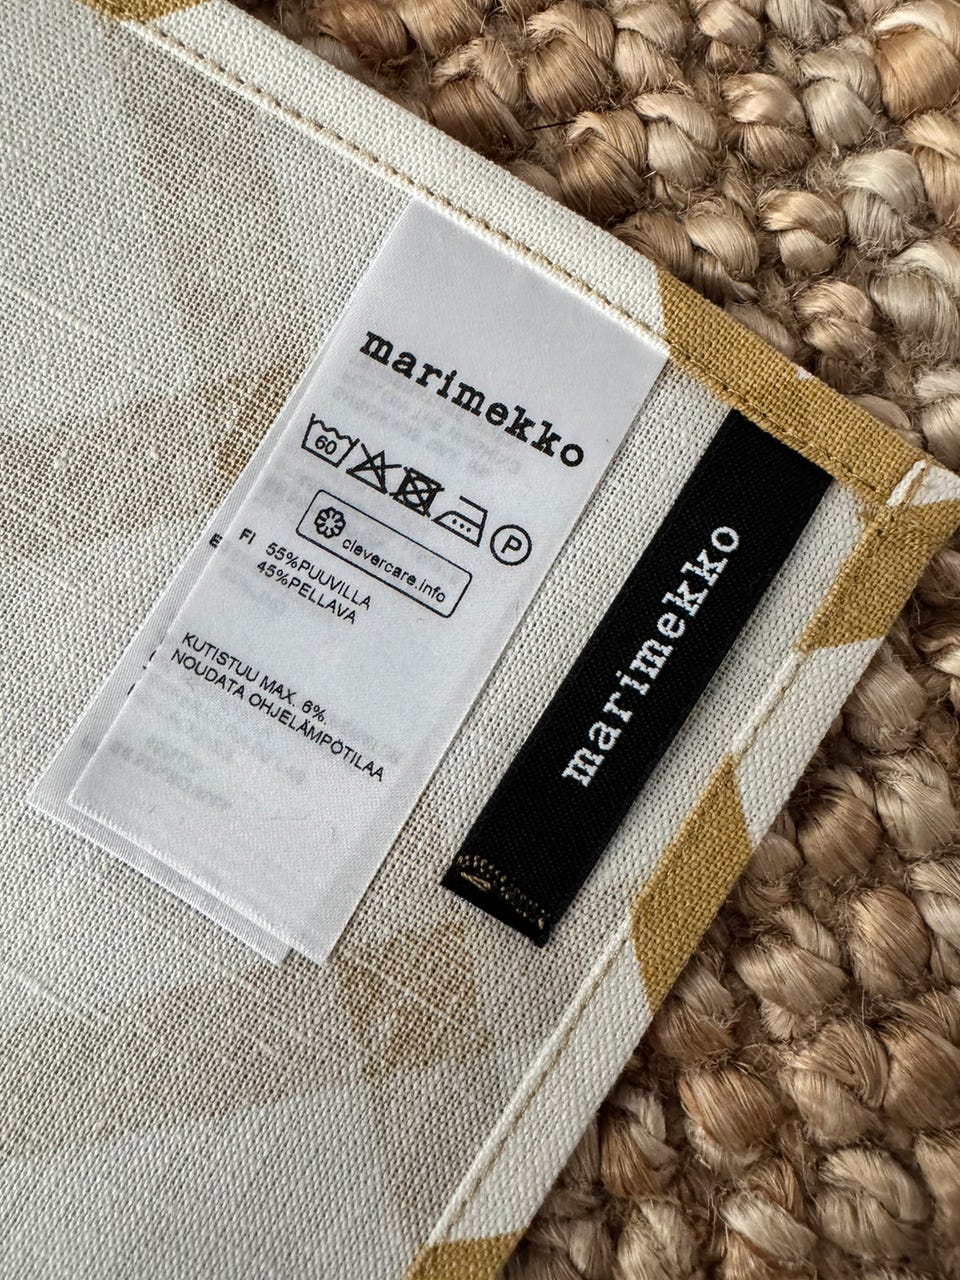 marimekko
60
P
clevercare.info
FI 55%PUUVILLA
45%PELLAVA
KUTISTUU MAX. 6%.
NOUDATA OHJELÄMPÖTILAA
E
marimekko